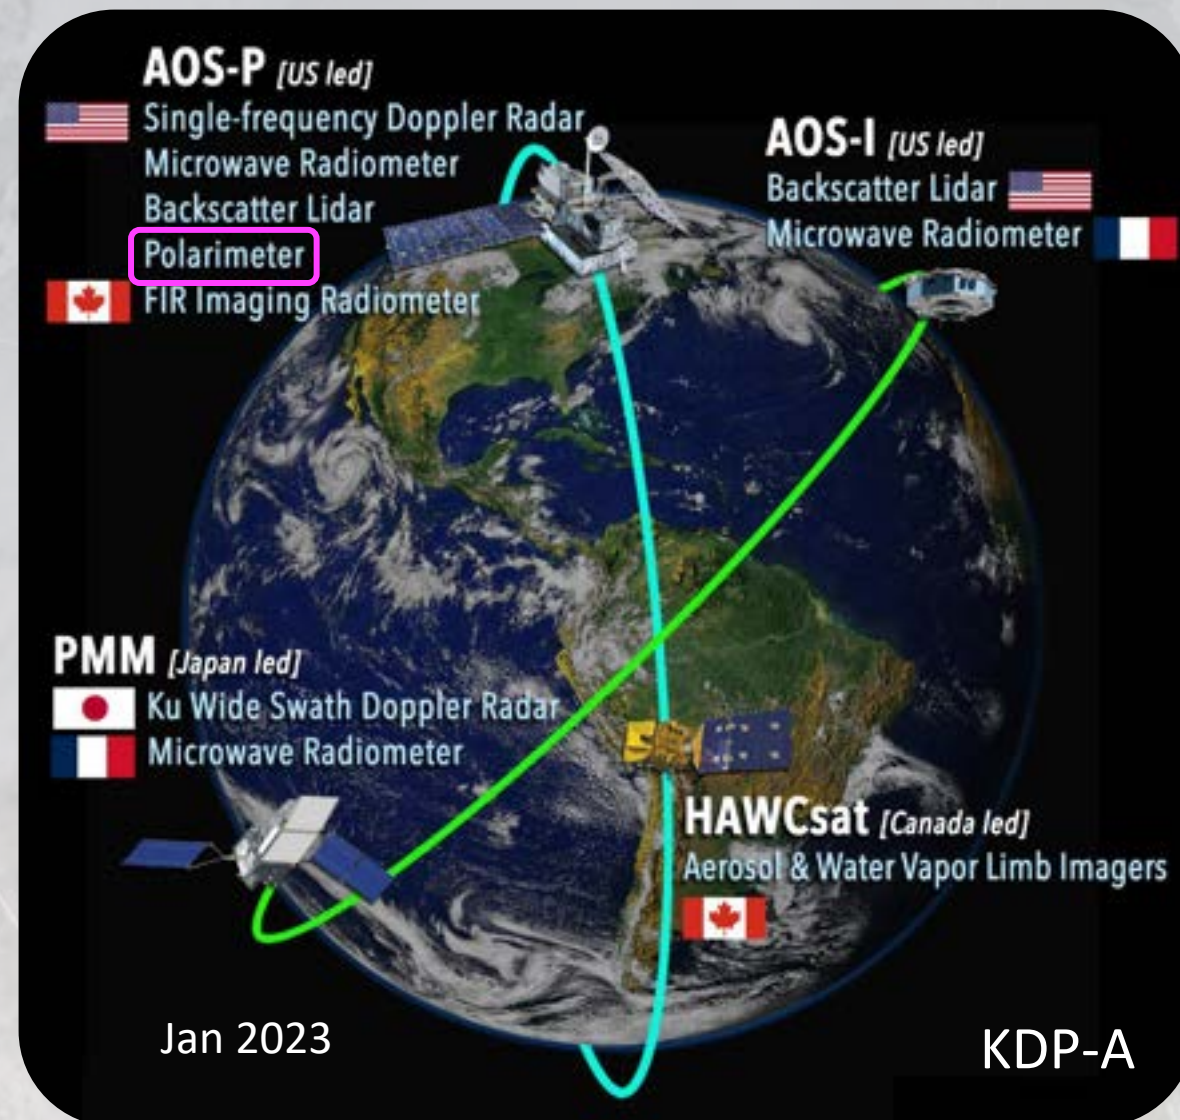 AOS-P [US led]
Single-frequency Doppler Radar
Microwave Radiometer
Backscatter Lidar
Polarimeter
FIR Imaging Radiometer
AOS-I [US led]
Backscatter Lidar
Microwave Radiometer
PMM [Japan led]
Ku Wide Swath Doppler Radar
Microwave Radiometer
HAWCsat [Canada led]
Aerosol & Water Vapor Limb Imagers
Jan 2023
KDP-A